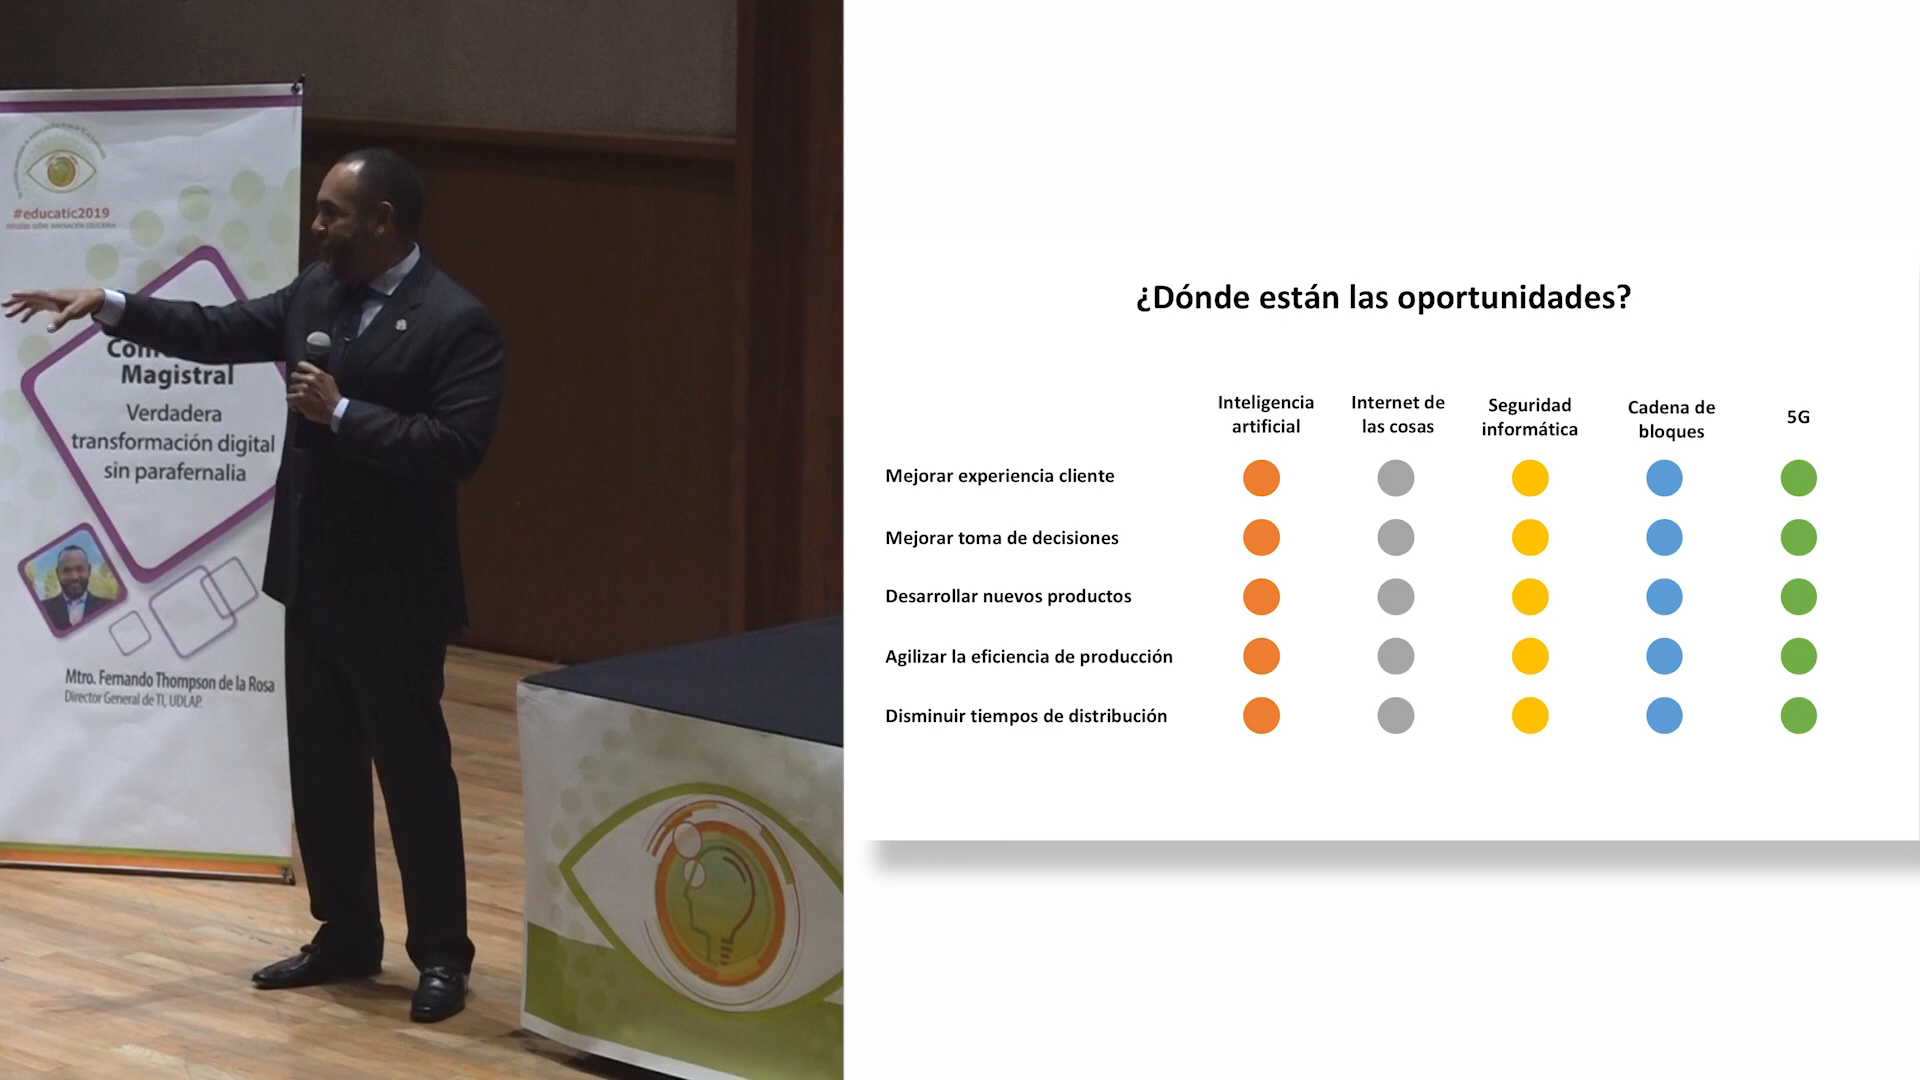 #educatic2019
Magistral
Verdadera
transformación digital
sin parafernalia
Mtro. Fernando Thompson de la Rosa
Director General de TI, UDLAP.
¿Dónde están las oportunidades?
Inteligencia
artificial
Internet de
las cosas
Seguridad
informática
Cadena de
bloques
5G
Mejorar experiencia cliente
Mejorar toma de decisiones
Desarrollar nuevos productos
Agilizar la eficiencia de producción
Disminuir tiempos de distribución